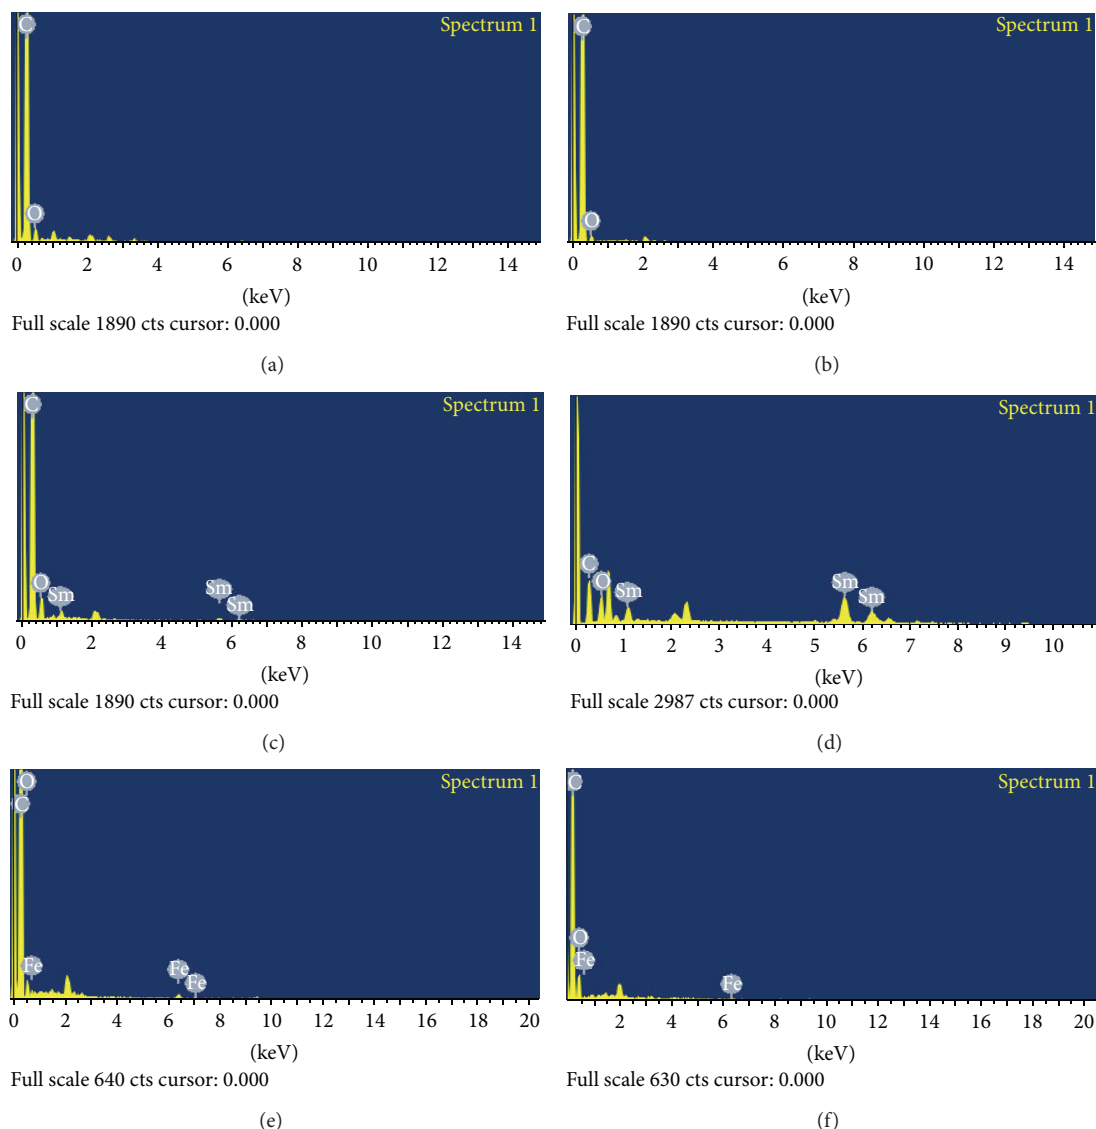 Spectrum 1
C
O
0 2 4 6 8 10 12 14
(keV)
Full scale 1890 cts cursor: 0.000
(a)
Spectrum 1
C
O
0 2 4 6 8 10 12 14
(keV)
Full scale 1890 cts cursor: 0.000
(b)
Spectrum 1
C
O
Sm
Sm
Sm
0 2 4 6 8 10 12 14
(keV)
Full scale 1890 cts cursor: 0.000
(c)
Spectrum 1
C
O
Sm
Sm
Sm
0 1 2 3 4 5 6 7 8 9 10
(keV)
Full scale 2987 cts cursor: 0.000
(d)
Spectrum 1
O
C
Fe
Fe
Fe
0 2 4 6 8 10 12 14 16 18 20
(keV)
Full scale 640 cts cursor: 0.000
(e)
Spectrum 1
C
O
Fe
Fe
2 4 6 8 10 12 14 16 18 20
(keV)
Full scale 630 cts cursor: 0.000
(f)